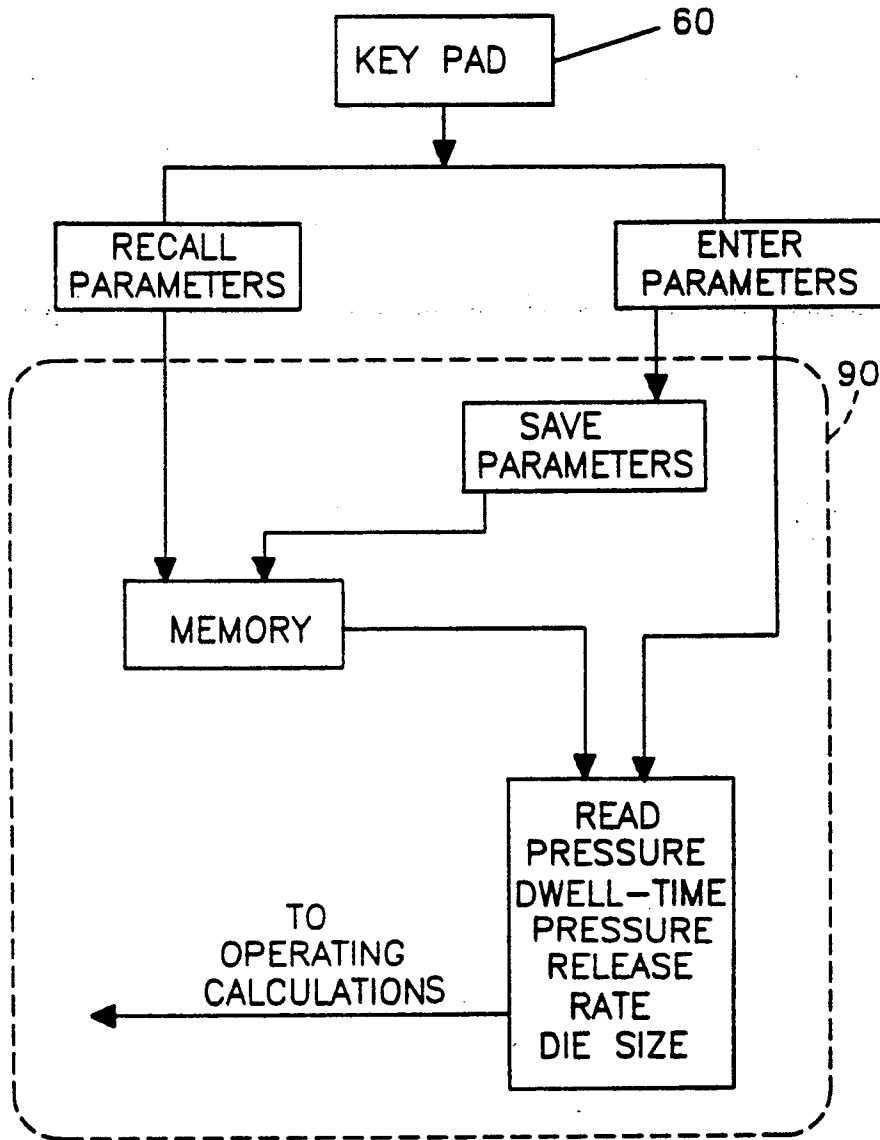 60
KEY PAD
RECALL
PARAMETERS
ENTER
PARAMETERS
90
SAVE
PARAMETERS
MEMORY
READ
PRESSURE
DWELL-TIME
PRESSURE
RELEASE
RATE
DIE SIZE
TO
OPERATING
CALCULATIONS